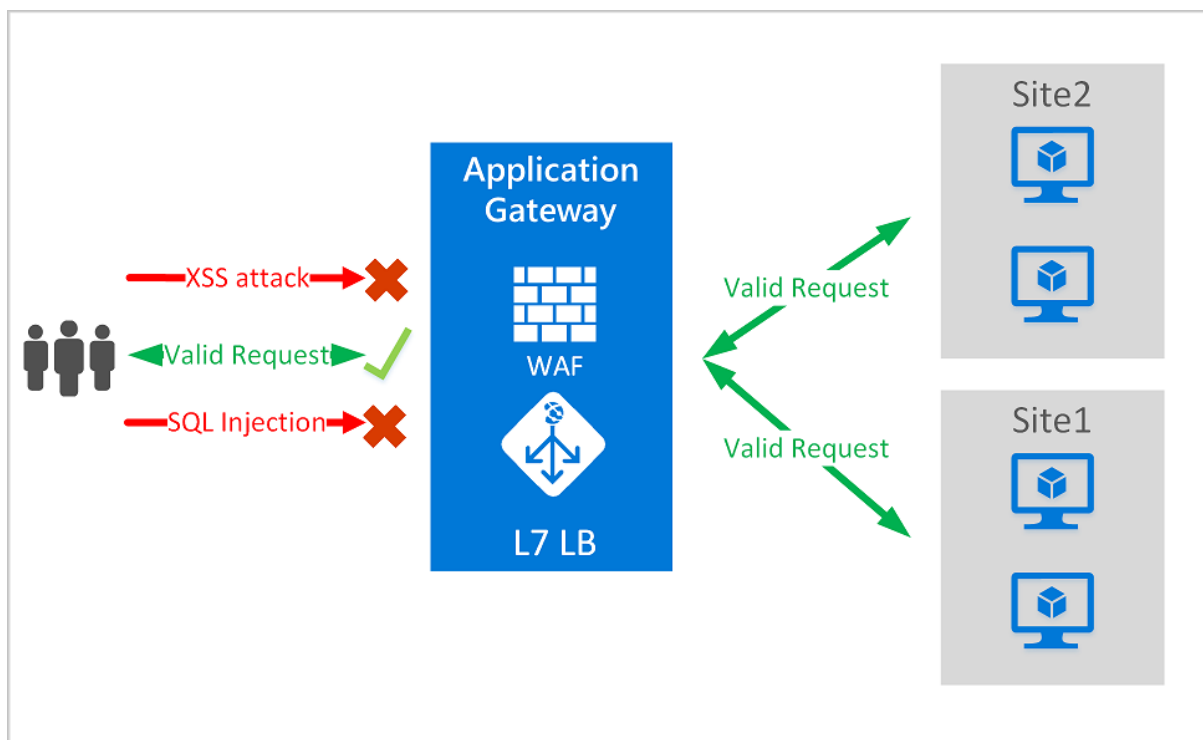 XSS attack
Valid Request
SQL Injection
Application
Gateway
WAF
L7 LB
Valid Request
Valid Request
Site2
Site1